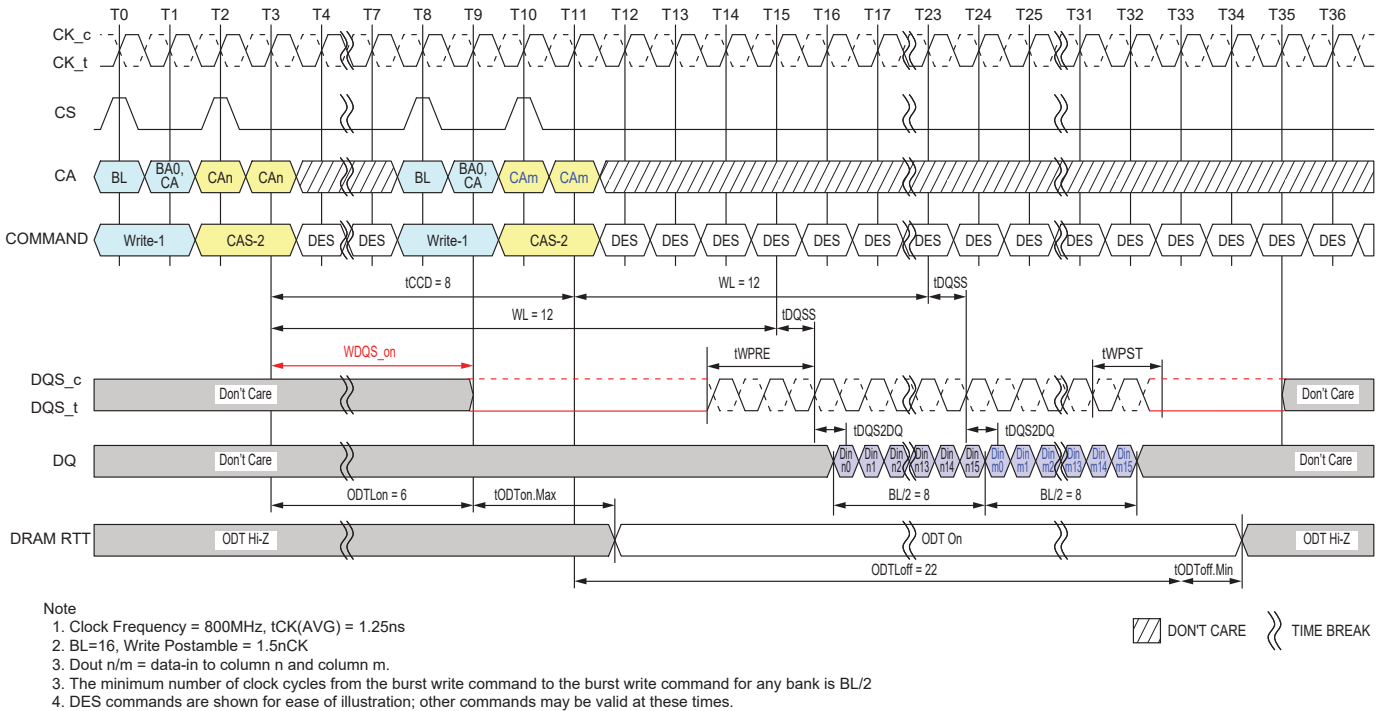 T0 T1 T2 T3 T4 T7 T8 T9 T10 T11 T12 T13 T14 T15 T16 T17 T23 T24 T25 T31 T32 T33 T34 T35 T36
CK_c
CK_t
CS
CA BL BA0, CA CAn CAn BL BA0, CA CAm CAm
COMMAND Write-1 CAS-2 DES DES Write-1 CAS-2 DES DES DES DES DES DES DES DES DES DES DES DES DES DES DES
tCCD = 8 WL = 12 tDQSS
WL = 12 tDQSS
WDQS_on tWPRE tWPST
DQS_c
DQS_t
Don't Care Don't Care
tDQS2DQ tDQS2DQ
DQ Don't Care Din n0 Din n1 Din n2 Din n13 Din n14 Din n15 Din m0 Din m1 Din m2 Din m13 Din m14 Din m15 Don't Care
ODTLon = 6 tODTon.Max BL/2 = 8 BL/2 = 8
DRAM RTT ODT Hi-Z ODT On ODT Hi-Z
ODTLoff = 22 tODToff.Min
Note
1. Clock Frequency = 800MHz, tCK(AVG) = 1.25ns
2. BL=16, Write Postamble = 1.5nCK
3. Dout n/m = data-in to column n and column m.
3. The minimum number of clock cycles from the burst write command to the burst write command for any bank is BL/2
4. DES commands are shown for ease of illustration; other commands may be valid at these times.
DON'T CARE TIME BREAK